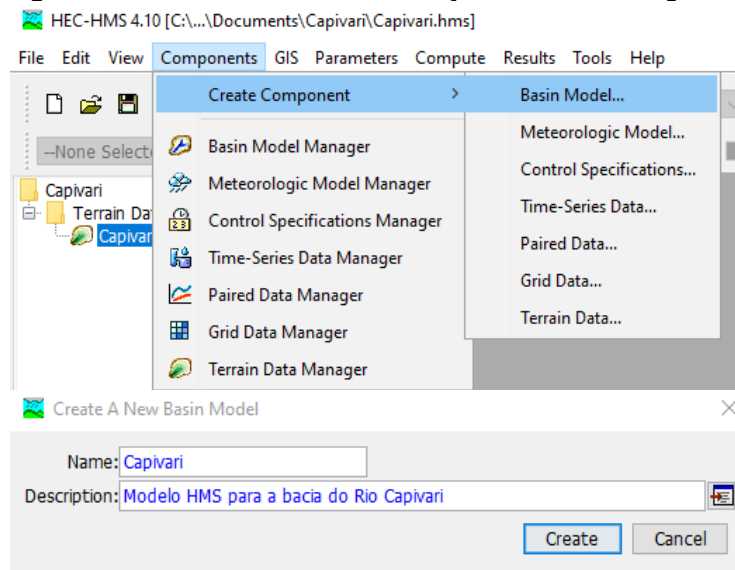 HEC-HMS 4.10 [C:\...\Documents\Capivari\Capivari.hms]
File Edit View Components GIS Parameters Compute Results Tools Help
Create Component >
Basin Model...
Meteorologic Model...
Control Specifications...
Time-Series Data...
Paired Data...
Grid Data...
Terrain Data...
Basin Model Manager
Meteorologic Model Manager
Control Specifications Manager
Time-Series Data Manager
Paired Data Manager
Grid Data Manager
Terrain Data Manager
--None Selecte
Capivari
Terrain Da
Capivar
Create A New Basin Model
Name: Capivari
Description: Modelo HMS para a bacia do Rio Capivari
Create Cancel